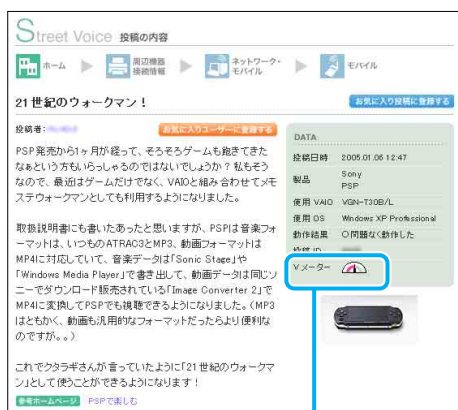 Street Voice 投稿の内容
ホーム
周辺機器
接続情報
ネットワーク・
モバイル
モバイル
21世紀のウォークマン!
お気に入り投稿に登録する
投稿者:
お気に入りユーザーに登録する
PSP発売から1ヶ月が経って、そろそろゲームも飽きてきた
なぁという方もいらっしゃるのではないでしょうか？私もそう
なので、最近はゲームだけでなく、VAIOと組み合わせてメモ
ステウォークマンとしても利用するようになりました。
取扱説明書にも書いたあったと思いますが、PSPは音楽フォ
ーマットは、いつものATRAC3とMP3、動画フォーマットは
MP4に対応していて、音楽データは「Sonic Stage」や
「Windows Media Player」で書き出して、動画データは同じソ
ニーでダウンロード販売されている「Image Converter 2」で
MP4に変換してPSPでも視聴できるようになりました。（MP3
はともかく、動画も汎用的なフォーマットだったらより便利な
のですが。。）
これでクタラギさんが言っていたように「21世紀のウォークマ
ン」として使うことができるようになります！
参考ホームページ PSPで楽しむ
DATA
投稿日時 2005.01.06 12:47
製品 Sony
PSP
使用 VAIO VGN-T30B/L
使用 OS Windows XP Professional
動作結果 ○問題なく動作した
投稿 ID
Vメーター